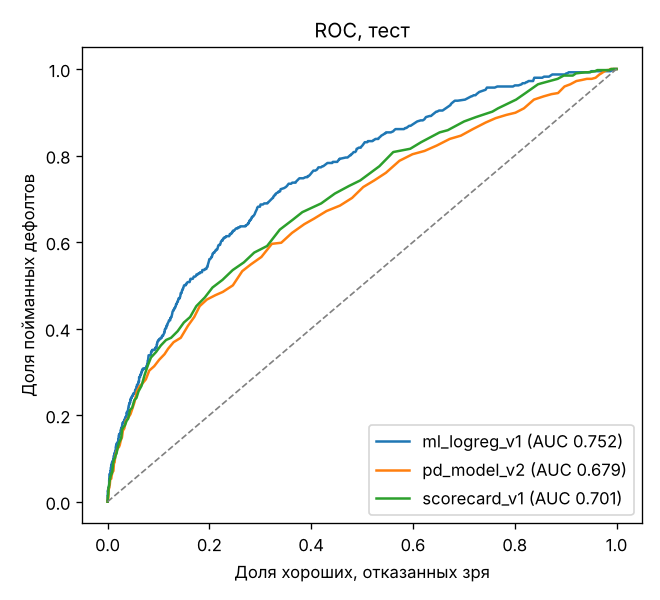 ROC, тест
Доля пойманных дефолтов
1.0
0.8
0.6
0.4
0.2
0.0
ml_logreg_v1 (AUC 0.752)
pd_model_v2 (AUC 0.679)
scorecard_v1 (AUC 0.701)
0.0 0.2 0.4 0.6 0.8 1.0
Доля хороших, отказанных зря